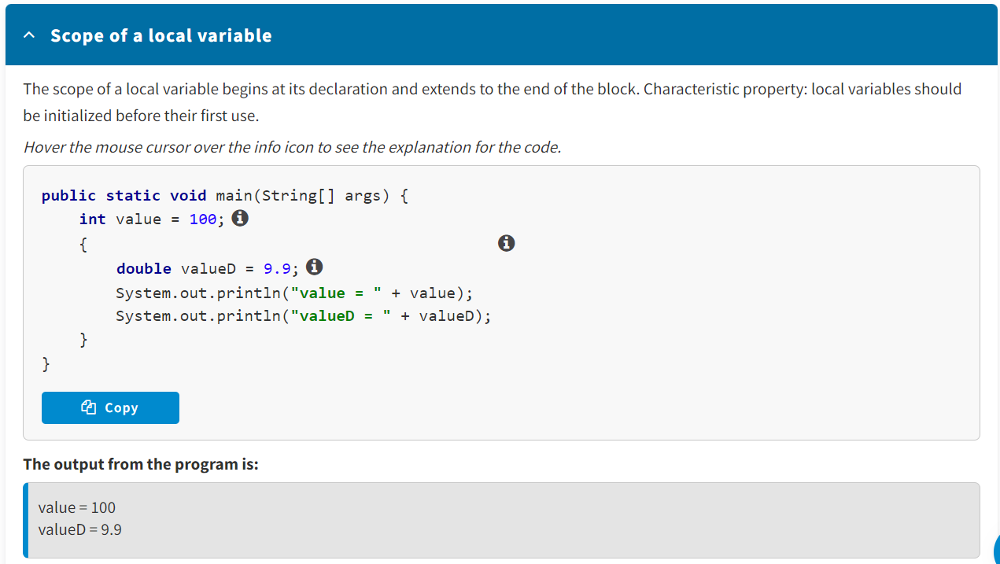 Scope of a local variable
The scope of a local variable begins at its declaration and extends to the end of the block. Characteristic property: local variables should
be initialized before their first use.
Hover the mouse cursor over the info icon to see the explanation for the code.
public static void main(String[] args) {
    int value = 100;
    {
        double valueD = 9.9;
        System.out.println("value = " + value);
        System.out.println("valueD = " + valueD);
    }
}
Copy
The output from the program is:
value = 100
valueD = 9.9